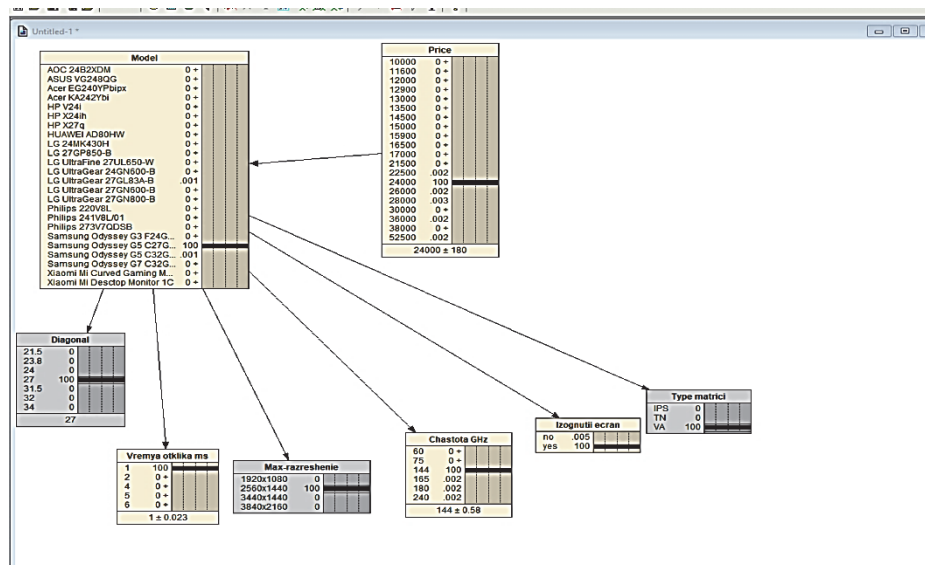 Untitled-1 *
Model
AOC 24B2XDM 0 +
ASUS VG248QG 0 +
Acer EG240YPbipx 0 +
Acer KA242Ybi 0 +
HP V24i 0 +
HP X24ih 0 +
HP X27q 0 +
HUAWEI AD80HW 0 +
LG 24MK430H 0 +
LG 27GP850-B 0 +
LG UltraFine 27UL650-W 0 +
LG UltraGear 24GN600-B 0 +
LG UltraGear 27GL83A-B .001
LG UltraGear 27GN600-B 0 +
LG UltraGear 27GN800-B 0 +
Philips 220V8L 0 +
Philips 241V8L/01 0 +
Philips 273V7QDSB 0 +
Samsung Odyssey G3 F24G... 0 +
Samsung Odyssey G5 C27G... 100
Samsung Odyssey G5 C32G... .001
Samsung Odyssey G7 C32G... 0 +
Xiaomi Mi Curved Gaming M... 0 +
Xiaomi Mi Desctop Monitor 1C 0 +
Price
10000 0 +
11600 0 +
12000 0 +
12900 0 +
13000 0 +
13500 0 +
14500 0 +
15000 0 +
15900 0 +
16500 0 +
17000 0 +
21500 0 +
22500 .002
24000 100
26000 .002
28000 .003
30000 0 +
36000 .002
38000 0 +
52500 .002
24000 ± 180
Diagonal
21.5 0
23.8 0
24 0
27 100
31.5 0
32 0
34 0
27
Vremya otklika ms
1 100
2 0 +
4 0 +
5 0 +
6 0 +
1 ± 0.023
Max-razreshenie
1920x1080 0
2560x1440 100
3440x1440 0
3840x2160 0
Chastota GHz
60 0 +
75 0 +
144 100
165 .002
180 .002
240 .002
144 ± 0.58
Izognutii ecran
no .005
yes 100
Type matrici
IPS 0
TN 0
VA 100